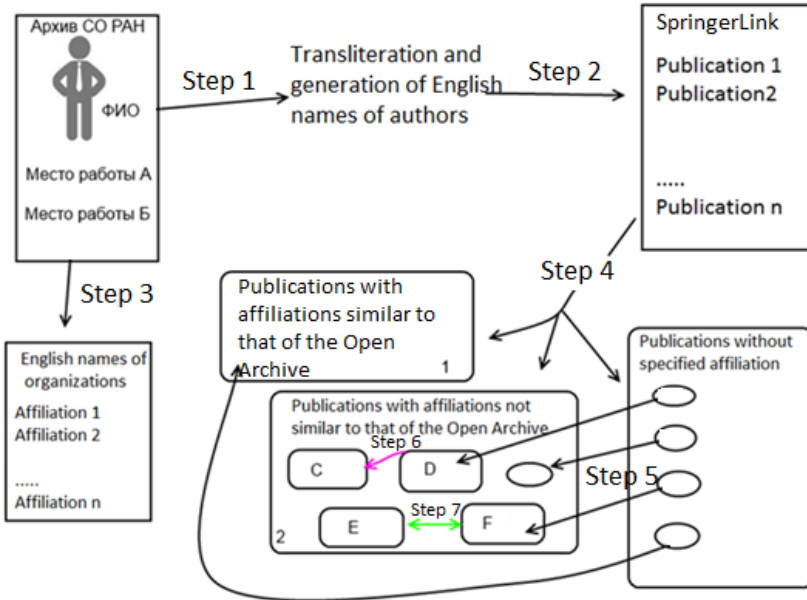 Архив СО РАН
ФИО
Место работы А
Место работы Б
Step 1
Transliteration and
generation of English
names of authors
Step 2
SpringerLink
Publication 1
Publication2
.....
Publication n
Step 3
English names of
organizations
Affiliation 1
Affiliation 2
.....
Affiliation n
Step 4
Publications with
affiliations similar to
that of the Open
Archive
1
Publications with affiliations not
similar to that of the Open Archive
Step 6
C
D
Step 7
E
F
2
Publications without
specified affiliation
Step 5